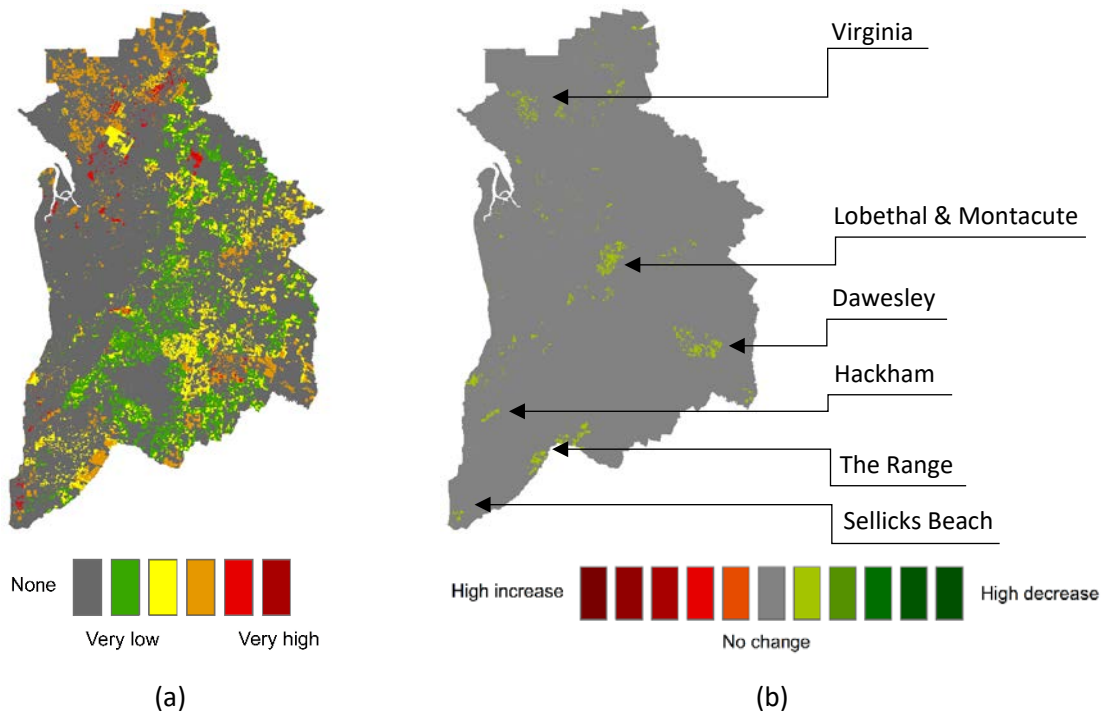 Virginia
Lobethal & Montacute
Dawesley
Hackham
The Range
Sellicks Beach
None
Very low
Very high
High increase
No change
High decrease
(a)
(b)